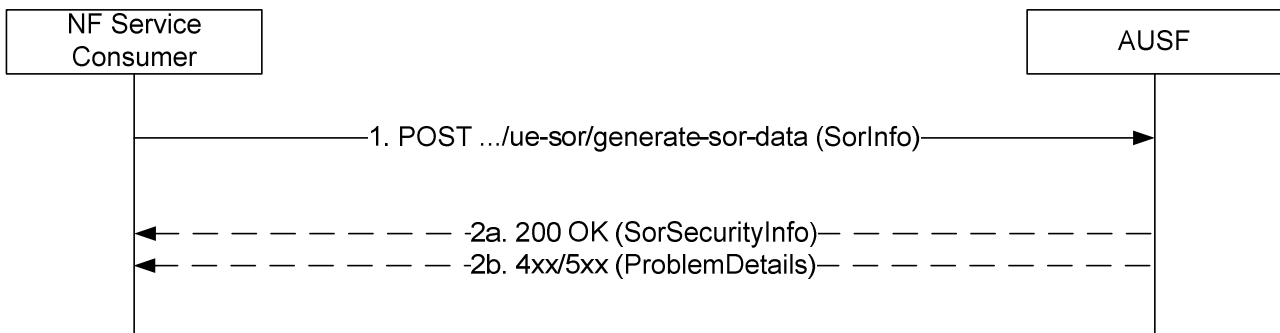 NF Service
Consumer
AUSF
1. POST .../ue-sor/generate-sor-data (SorInfo)
2a. 200 OK (SorSecurityInfo)
2b. 4xx/5xx (ProblemDetails)